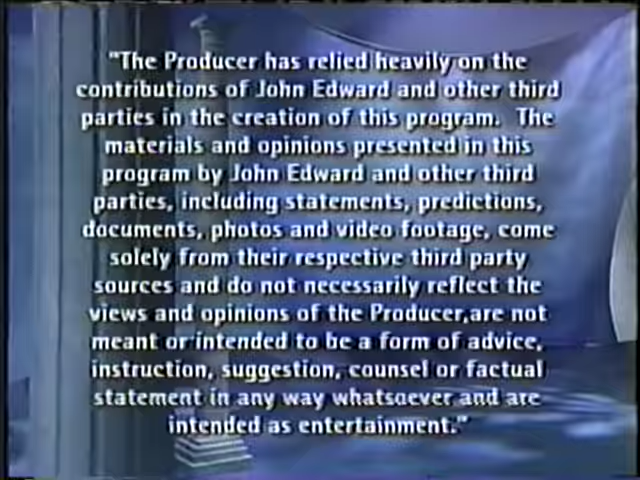 "The Producer has relied heavily on the
contributions of John Edward and other third
parties in the creation of this program. The
materials and opinions presented in this
program by John Edward and other third
parties, including statements, predictions,
documents, photos and video footage, come
solely from their respective third party
sources and do not necessarily reflect the
views and opinions of the Producer,are not
meant or intended to be a form of advice,
instruction, suggestion, counsel or factual
statement in any way whatsoever and are
intended as entertainment."